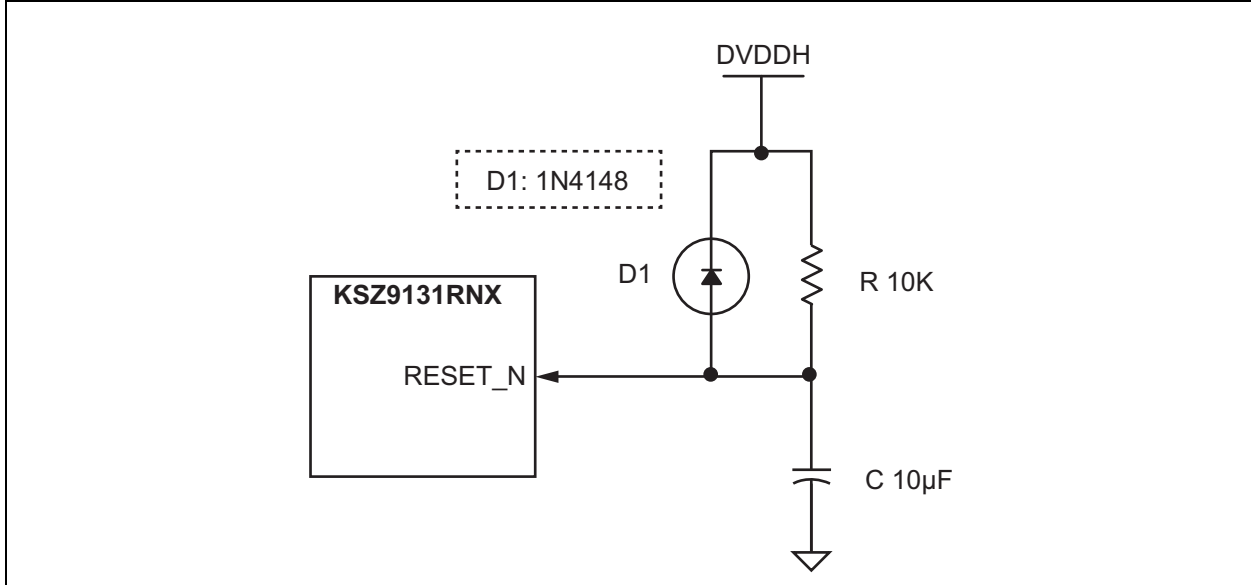 DVDDH
D1: 1N4148
D1
R 10K
KSZ9131RNX
RESET_N
C 10µF